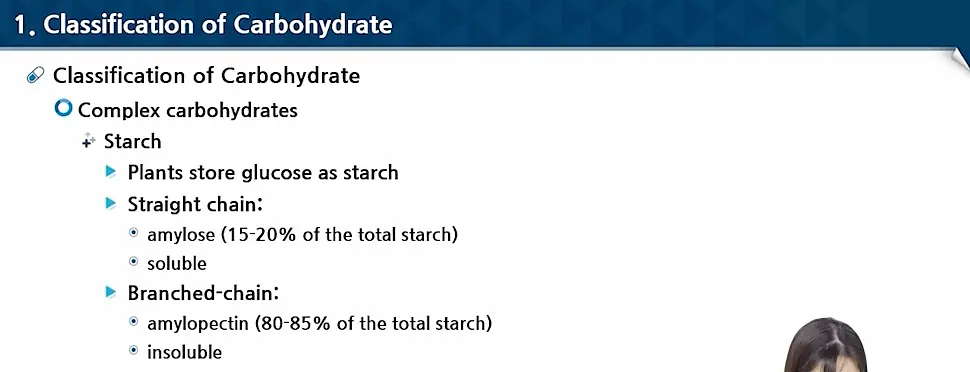 1. Classification of Carbohydrate
Classification of Carbohydrate
Complex carbohydrates
Starch
Plants store glucose as starch
Straight chain:
amylose (15-20% of the total starch)
soluble
Branched-chain:
amylopectin (80-85% of the total starch)
insoluble